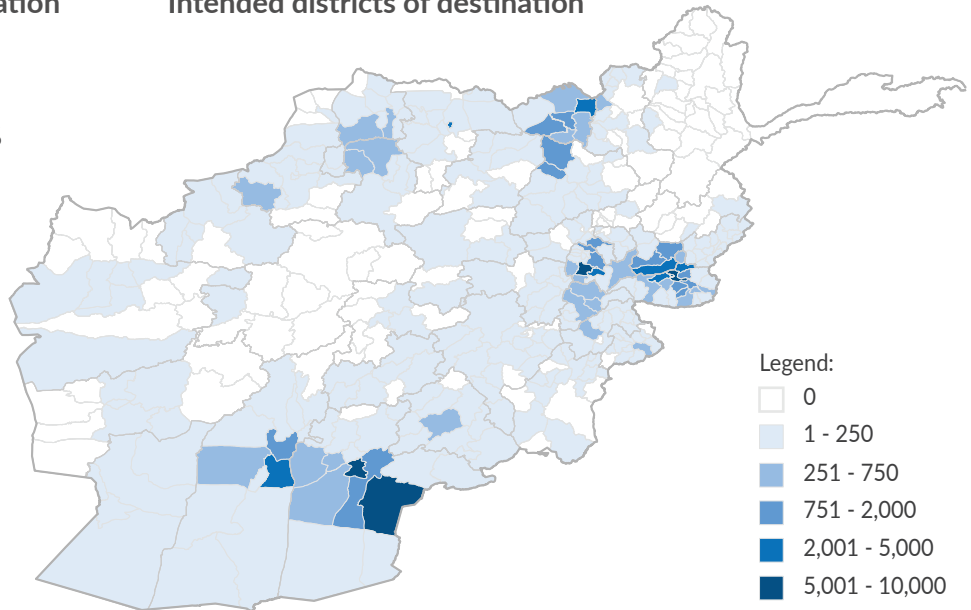 Intended districts of destination
Legend:
0
1 - 250
251 - 750
751 - 2,000
2,001 - 5,000
5,001 - 10,000